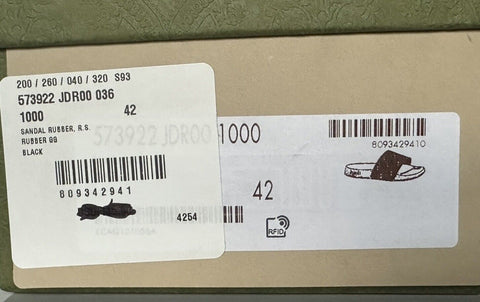 200 / 260 / 040 / 320 S93
573922 JDR00 036
1000 42
SANDAL RUBBER, R.S.
RUBBER GG
BLACK
809342941
4254
573922 JDR00 1000
8093429410
42
RFID